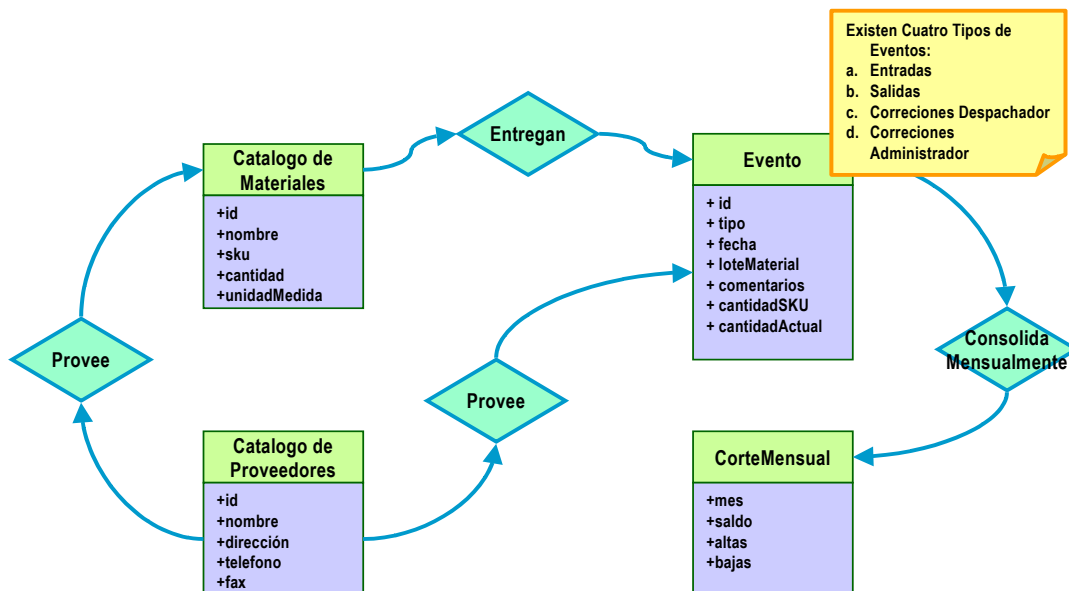 Existen Cuatro Tipos de
Eventos:
a. Entradas
b. Salidas
c. Correciones Despachador
d. Correciones
Administrador
Entregan
Catalogo de
Materiales
+id
+nombre
+sku
+cantidad
+unidadMedida
Evento
+ id
+ tipo
+ fecha
+ loteMaterial
+ comentarios
+ cantidadSKU
+ cantidadActual
Provee
Provee
Consolida
Mensualmente
Catalogo de
Proveedores
+id
+nombre
+dirección
+telefono
+fax
CorteMensual
+mes
+saldo
+altas
+bajas